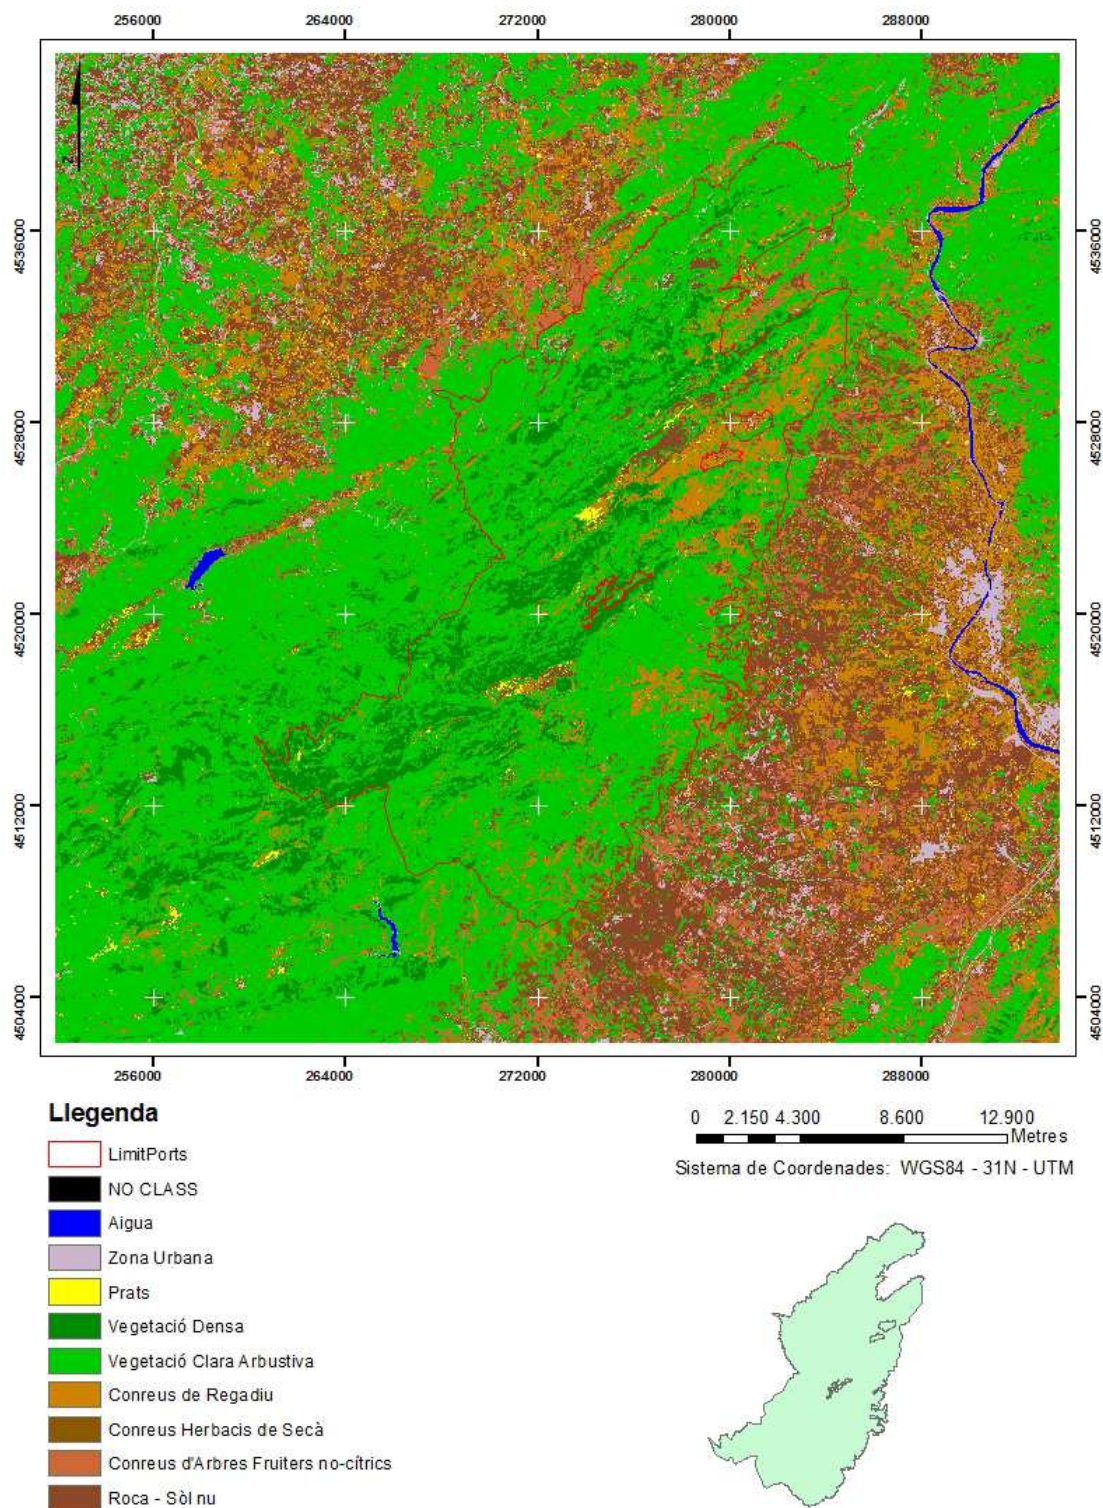 256000 264000 272000 280000 288000
4536000 4536000
4528000 4528000
4520000 4520000
4512000 4512000
4504000 4504000
256000 264000 272000 280000 288000
Llegenda
LimitPorts
NO CLASS
Aigua
Zona Urbana
Prats
Vegetació Densa
Vegetació Clara Arbustiva
Conreus de Regadiu
Conreus Herbacis de Secà
Conreus d'Arbres Fruiters no-cítrics
Roca - Sòl nu
0 2.150 4.300 8.600 12.900
Metres
Sistema de Coordenades: WGS84 - 31N - UTM